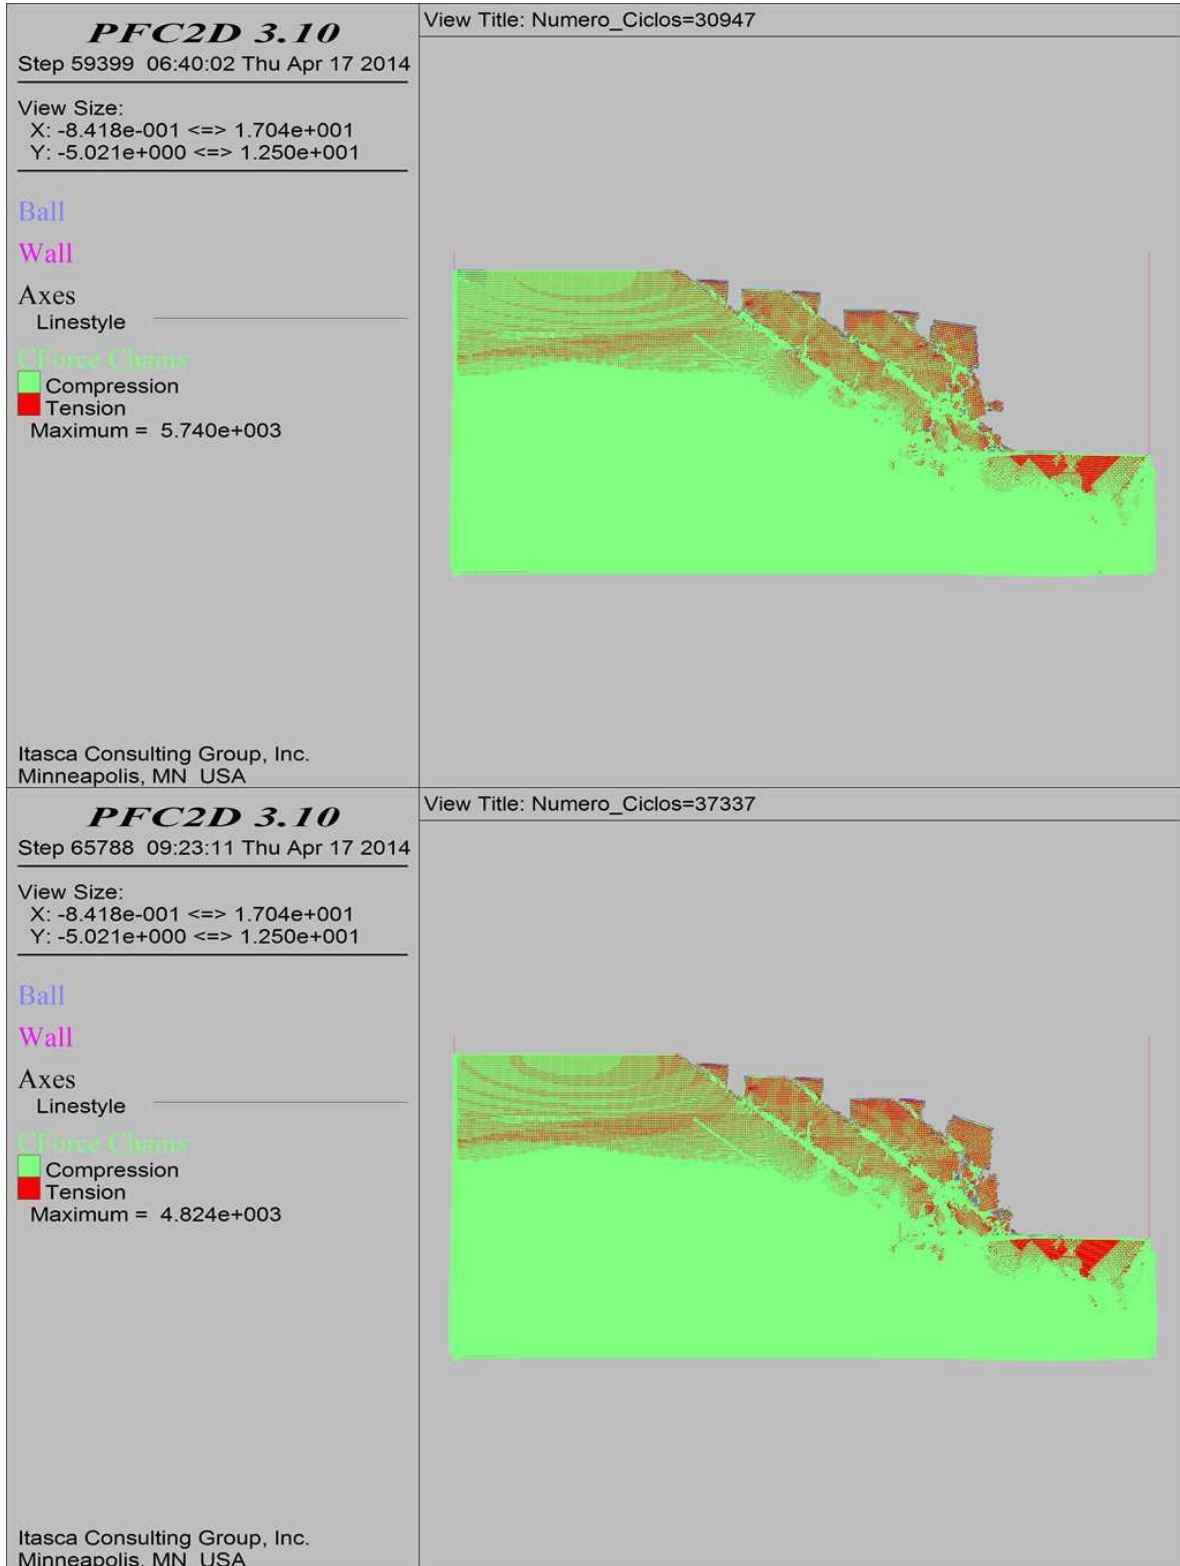 PFC2D 3.10
Step 59399 06:40:02 Thu Apr 17 2014
View Size:
X: -8.418e-001 <=> 1.704e+001
Y: -5.021e+000 <=> 1.250e+001
Ball
Wall
Axes
Linestyle
CForce Chains
Compression
Tension
Maximum = 5.740e+003
Itasca Consulting Group, Inc.
Minneapolis, MN USA
View Title: Numero_Ciclos=30947
PFC2D 3.10
Step 65788 09:23:11 Thu Apr 17 2014
View Size:
X: -8.418e-001 <=> 1.704e+001
Y: -5.021e+000 <=> 1.250e+001
Ball
Wall
Axes
Linestyle
CForce Chains
Compression
Tension
Maximum = 4.824e+003
Itasca Consulting Group, Inc.
Minneapolis, MN USA
View Title: Numero_Ciclos=37337